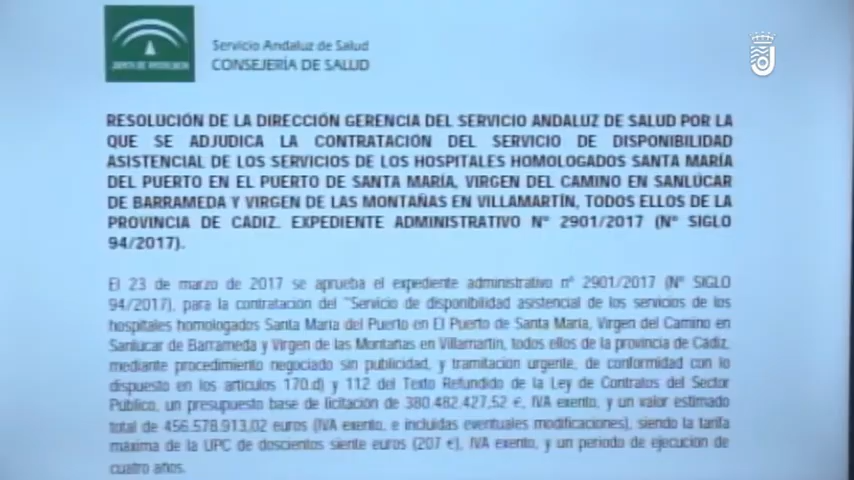 JUNTA DE ANDALUCIA
Servicio Andaluz de Salud
CONSEJERÍA DE SALUD
RESOLUCIÓN DE LA DIRECCIÓN GERENCIA DEL SERVICIO ANDALUZ DE SALUD POR LA
QUE SE ADJUDICA LA CONTRATACIÓN DEL SERVICIO DE DISPONIBILIDAD
ASISTENCIAL DE LOS SERVICIOS DE LOS HOSPITALES HOMOLOGADOS SANTA MARÍA
DEL PUERTO EN EL PUERTO DE SANTA MARÍA, VIRGEN DEL CAMINO EN SANLÚCAR
DE BARRAMEDA Y VIRGEN DE LAS MONTAÑAS EN VILLAMARTÍN, TODOS ELLOS DE LA
PROVINCIA DE CÁDIZ. EXPEDIENTE ADMINISTRATIVO Nº 2901/2017 (Nº SIGLO
94/2017).
El 23 de marzo de 2017 se aprueba el expediente administrativo nº 2901/2017 (Nº SIGLO
94/2017), para la contratación del "Servicio de disponibilidad asistencial de los servicios de los
hospitales homologados Santa María del Puerto en El Puerto de Santa María, Virgen del Camino en
Sanlúcar de Barrameda y Virgen de las Montañas en Villamartín, todos ellos de la provincia de Cádiz,
mediante procedimiento negociado sin publicidad, y tramitación urgente, de conformidad con lo
dispuesto en los artículos 170.d) y 112 del Texto Refundido de la Ley de Contratos del Sector
Público, un presupuesto base de licitación de 380.482.427,52 €, IVA exento, y un valor estimado
total de 456.578.913,02 euros (IVA exento, e incluidas eventuales modificaciones), siendo la tarifa
máxima de la UPC de doscientos siente euros (207 €), IVA exento, y un periodo de ejecución de
cuatro años.